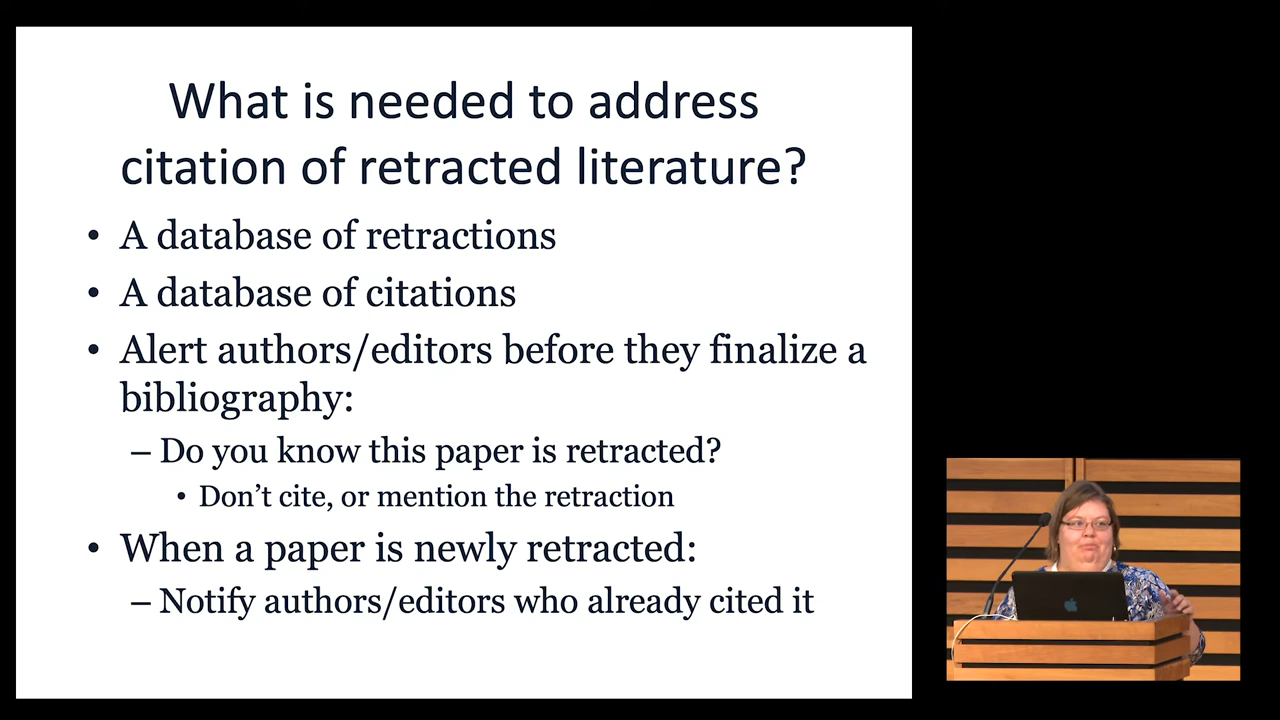 What is needed to address
citation of retracted literature?
• A database of retractions
• A database of citations
• Alert authors/editors before they finalize a
bibliography:
– Do you know this paper is retracted?
• Don't cite, or mention the retraction
• When a paper is newly retracted:
– Notify authors/editors who already cited it